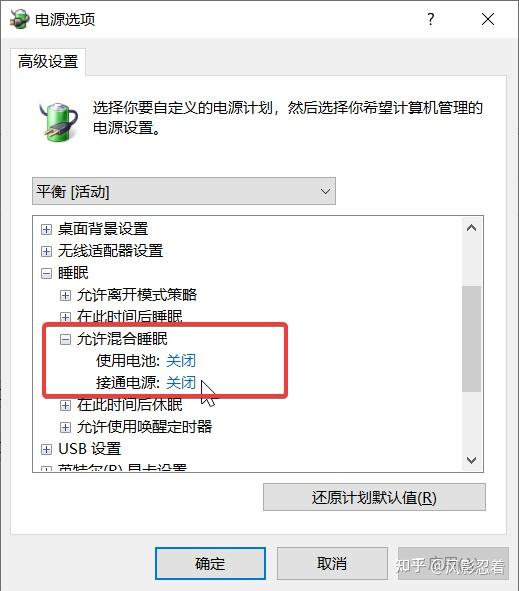 电源选项
高级设置
选择你要自定义的电源计划，然后选择你希望计算机管理的
电源设置。
平衡 [活动]
桌面背景设置
无线适配器设置
睡眠
允许离开模式策略
在此时间后睡眠
允许混合睡眠
使用电池: 关闭
接通电源: 关闭
在此时间后休眠
允许使用唤醒定时器
USB 设置
英特尔(R) 显卡设置
还原计划默认值(R)
确定
取消
应用(A)
知乎 @风影忍着